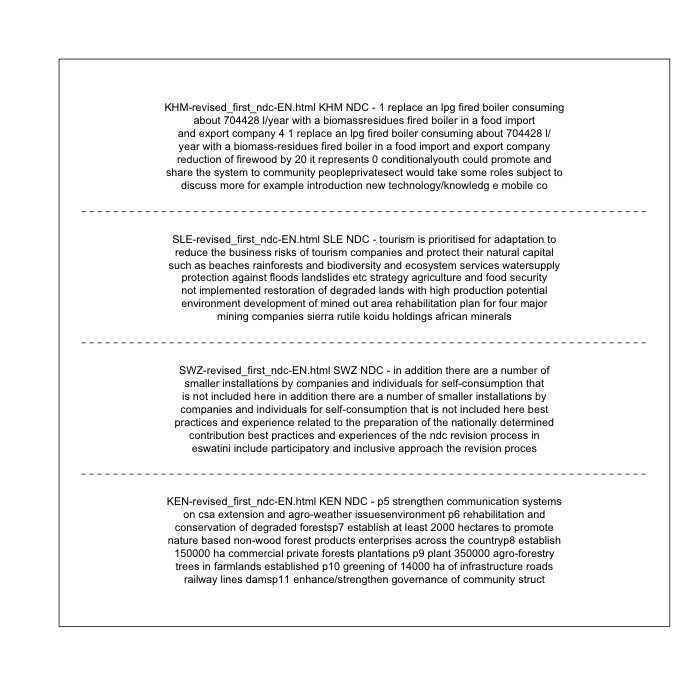 KHM-revised_first_ndc-EN.html KHM NDC - 1 replace an lpg fired boiler consuming
about 704428 l/year with a biomassresidues fired boiler in a food import
and export company 4 1 replace an lpg fired boiler consuming about 704428 l/
year with a biomass-residues fired boiler in a food import and export company
reduction of firewood by 20 it represents 0 conditionalyouth could promote and
share the system to community peopleprivatesect would take some roles subject to
discuss more for example introduction new technology/knowledg e mobile co
SLE-revised_first_ndc-EN.html SLE NDC - tourism is prioritised for adaptation to
reduce the business risks of tourism companies and protect their natural capital
such as beaches rainforests and biodiversity and ecosystem services watersupply
protection against floods landslides etc strategy agriculture and food security
not implemented restoration of degraded lands with high production potential
environment development of mined out area rehabilitation plan for four major
mining companies sierra rutile koidu holdings african minerals
SWZ-revised_first_ndc-EN.html SWZ NDC - in addition there are a number of
smaller installations by companies and individuals for self-consumption that
is not included here in addition there are a number of smaller installations by
companies and individuals for self-consumption that is not included here best
practices and experience related to the preparation of the nationally determined
contribution best practices and experiences of the ndc revision process in
eswatini include participatory and inclusive approach the revision proces
KEN-revised_first_ndc-EN.html KEN NDC - p5 strengthen communication systems
on csa extension and agro-weather issuesenvironment p6 rehabilitation and
conservation of degraded forestsp7 establish at least 2000 hectares to promote
nature based non-wood forest products enterprises across the countryp8 establish
150000 ha commercial private forests plantations p9 plant 350000 agro-forestry
trees in farmlands established p10 greening of 14000 ha of infrastructure roads
railway lines damsp11 enhance/strengthen governance of community struct